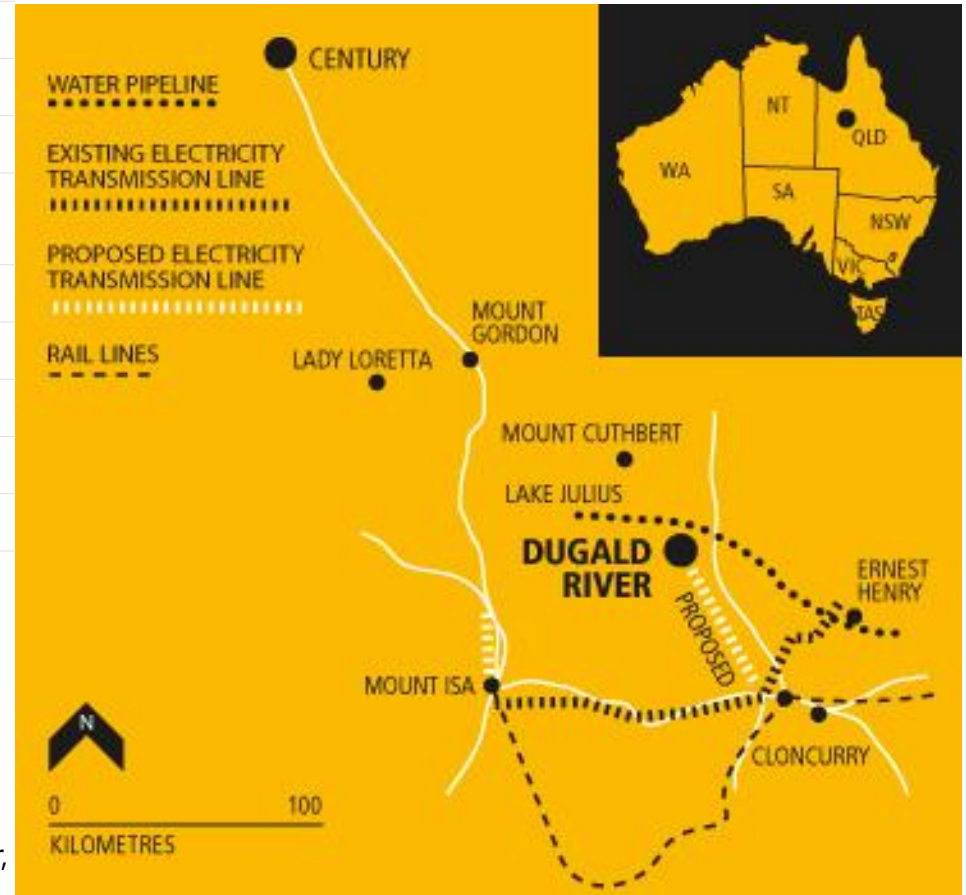 CENTURY
WATER PIPELINE
EXISTING ELECTRICITY
TRANSMISSION LINE
PROPOSED ELECTRICITY
TRANSMISSION LINE
RAIL LINES
WA
NT
QLD
SA
NSW
VIC
TAS
MOUNT
GORDON
LADY LORETTA
MOUNT CUTHBERT
LAKE JULIUS
DUGALD
RIVER
PROPOSED
ERNEST
HENRY
MOUNT ISA
CLONCURRY
N
0 100
KILOMETRES